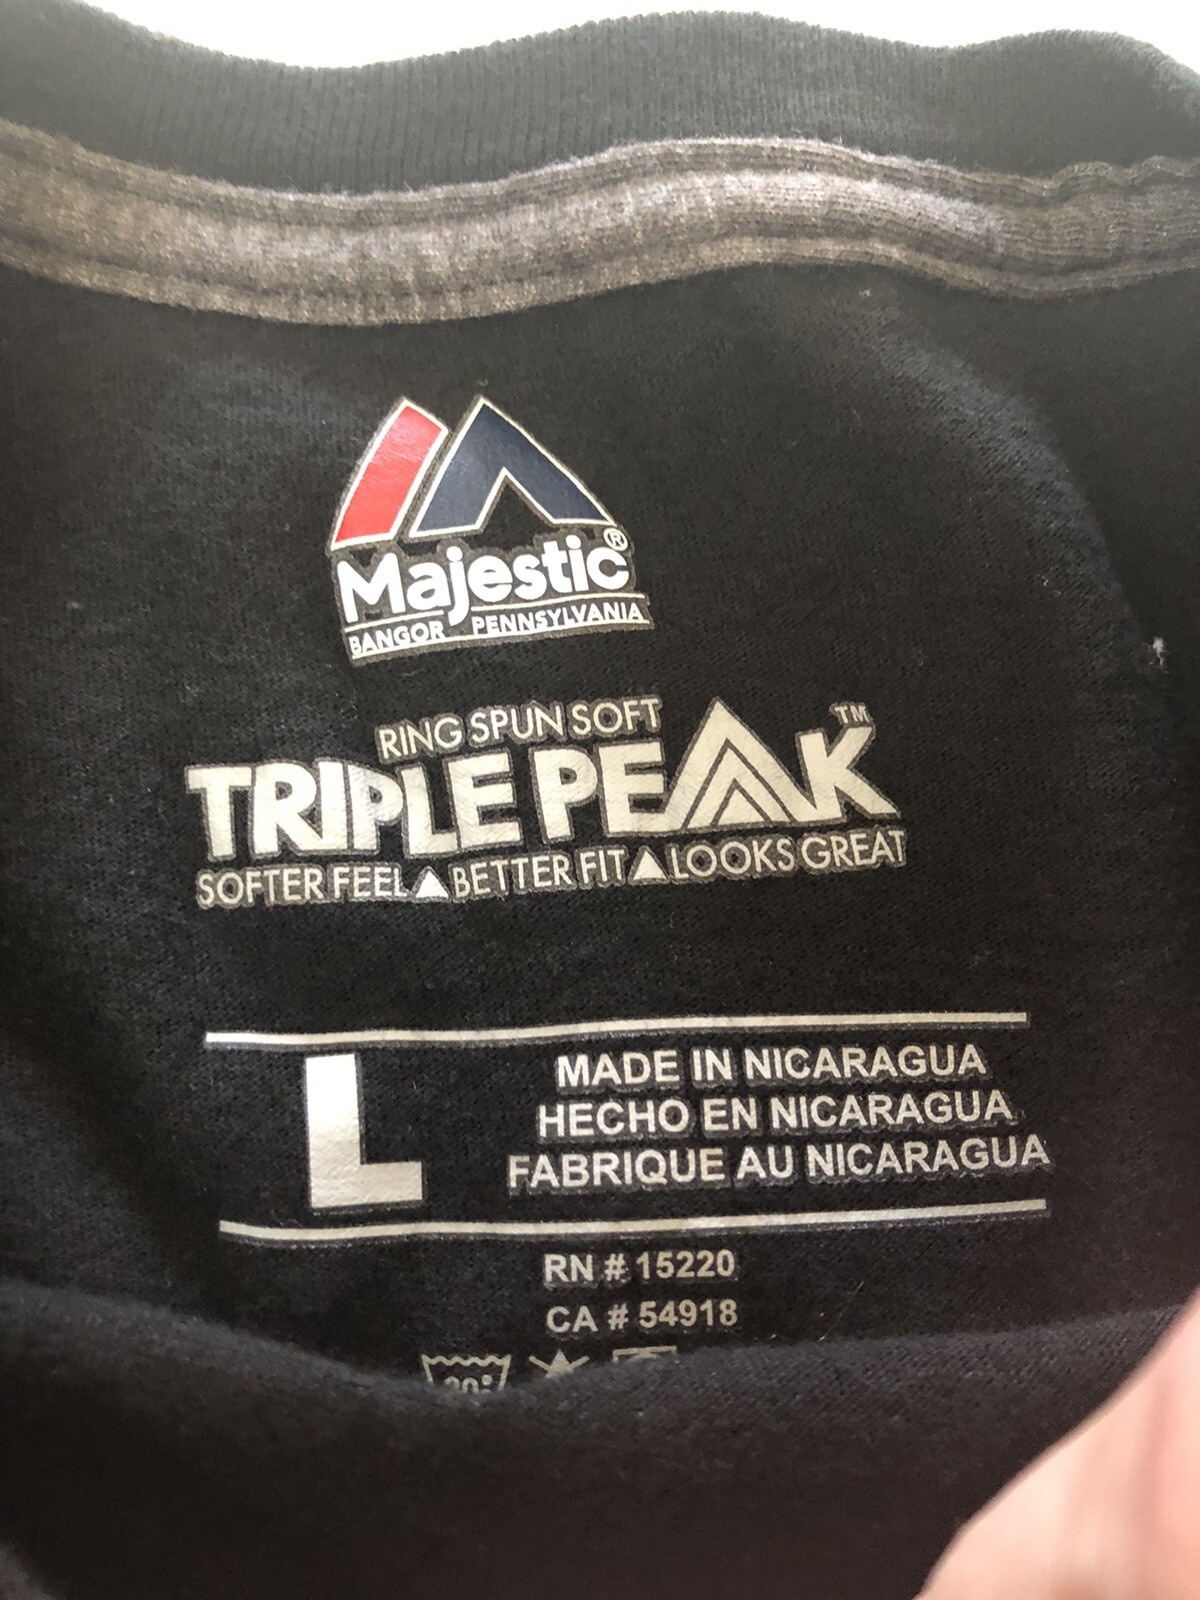 Majestic®
BANGOR PENNSYLVANIA
RING SPUN SOFT
TRIPLE PEAK™
SOFTER FEEL▲BETTER FIT▲LOOKS GREAT
L
MADE IN NICARAGUA
HECHO EN NICARAGUA
FABRIQUE AU NICARAGUA
RN # 15220
CA # 54918